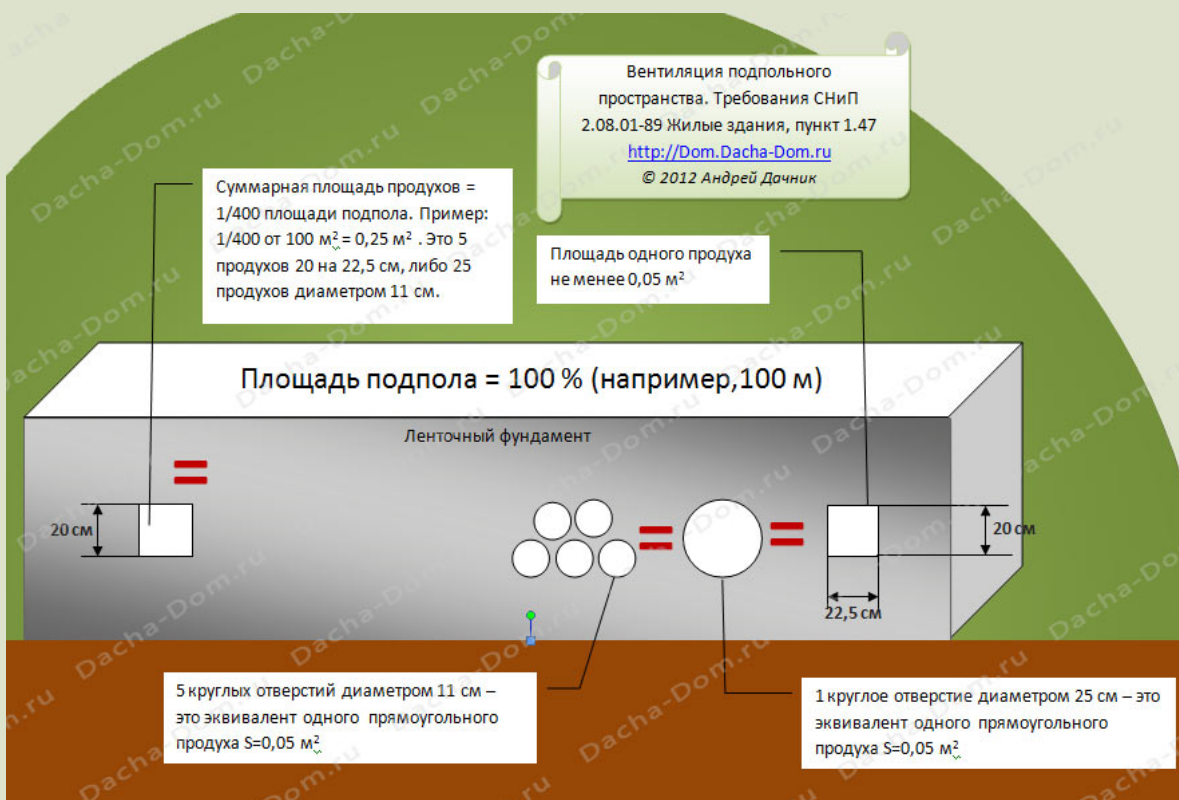 Вентиляция подпольного
пространства. Требования СНиП
2.08.01-89 Жилые здания, пункт 1.47
http://Dom.Dacha-Dom.ru
© 2012 Андрей Дачник
Суммарная площадь продухов =
1/400 площади подпола. Пример:
1/400 от 100 м² = 0,25 м² . Это 5
продухов 20 на 22,5 см, либо 25
продухов диаметром 11 см.
Площадь одного продуха
не менее 0,05 м²
Площадь подпола = 100 % (например,100 м)
Ленточный фундамент
=
20 см
=
=
20 см
22,5 см
5 круглых отверстий диаметром 11 см –
это эквивалент одного прямоугольного
продуха S=0,05 м²
1 круглое отверстие диаметром 25 см – это
эквивалент одного прямоугольного
продуха S=0,05 м²
Dacha-Dom.ru